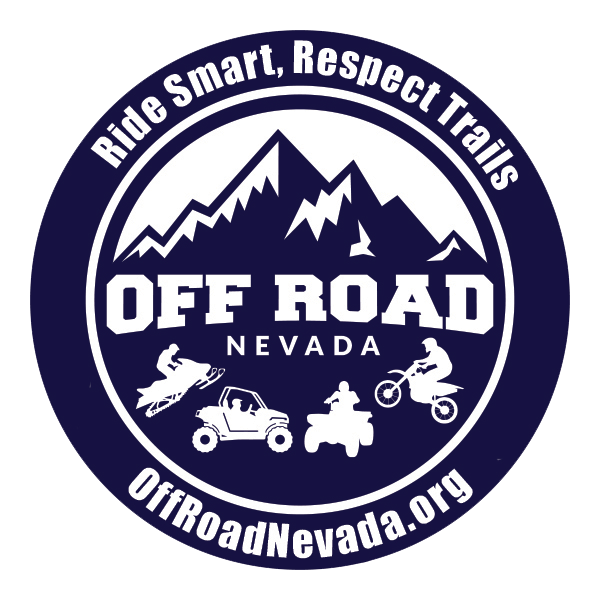 Ride Smart, Respect Trails
OFF ROAD
NEVADA
OffRoadNevada.org